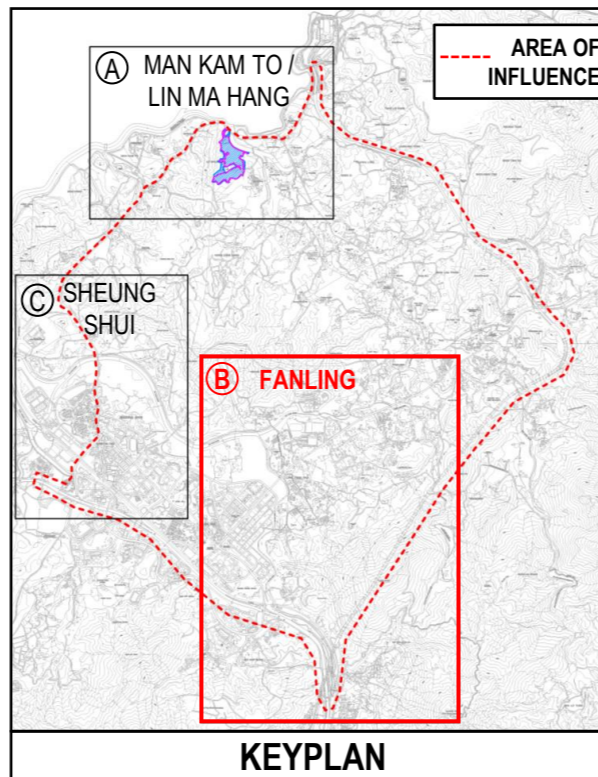 Ⓐ MAN KAM TO /
LIN MA HANG
AREA OF
INFLUENCE
Ⓒ SHEUNG
SHUI
Ⓑ FANLING
KEYPLAN